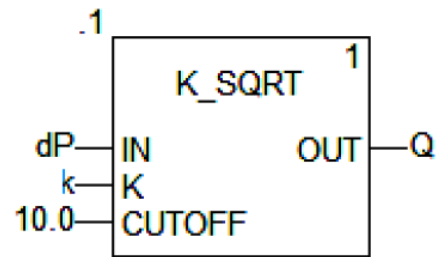 .1
1
K_SQRT
dP IN OUT Q
k K
10.0 CUTOFF